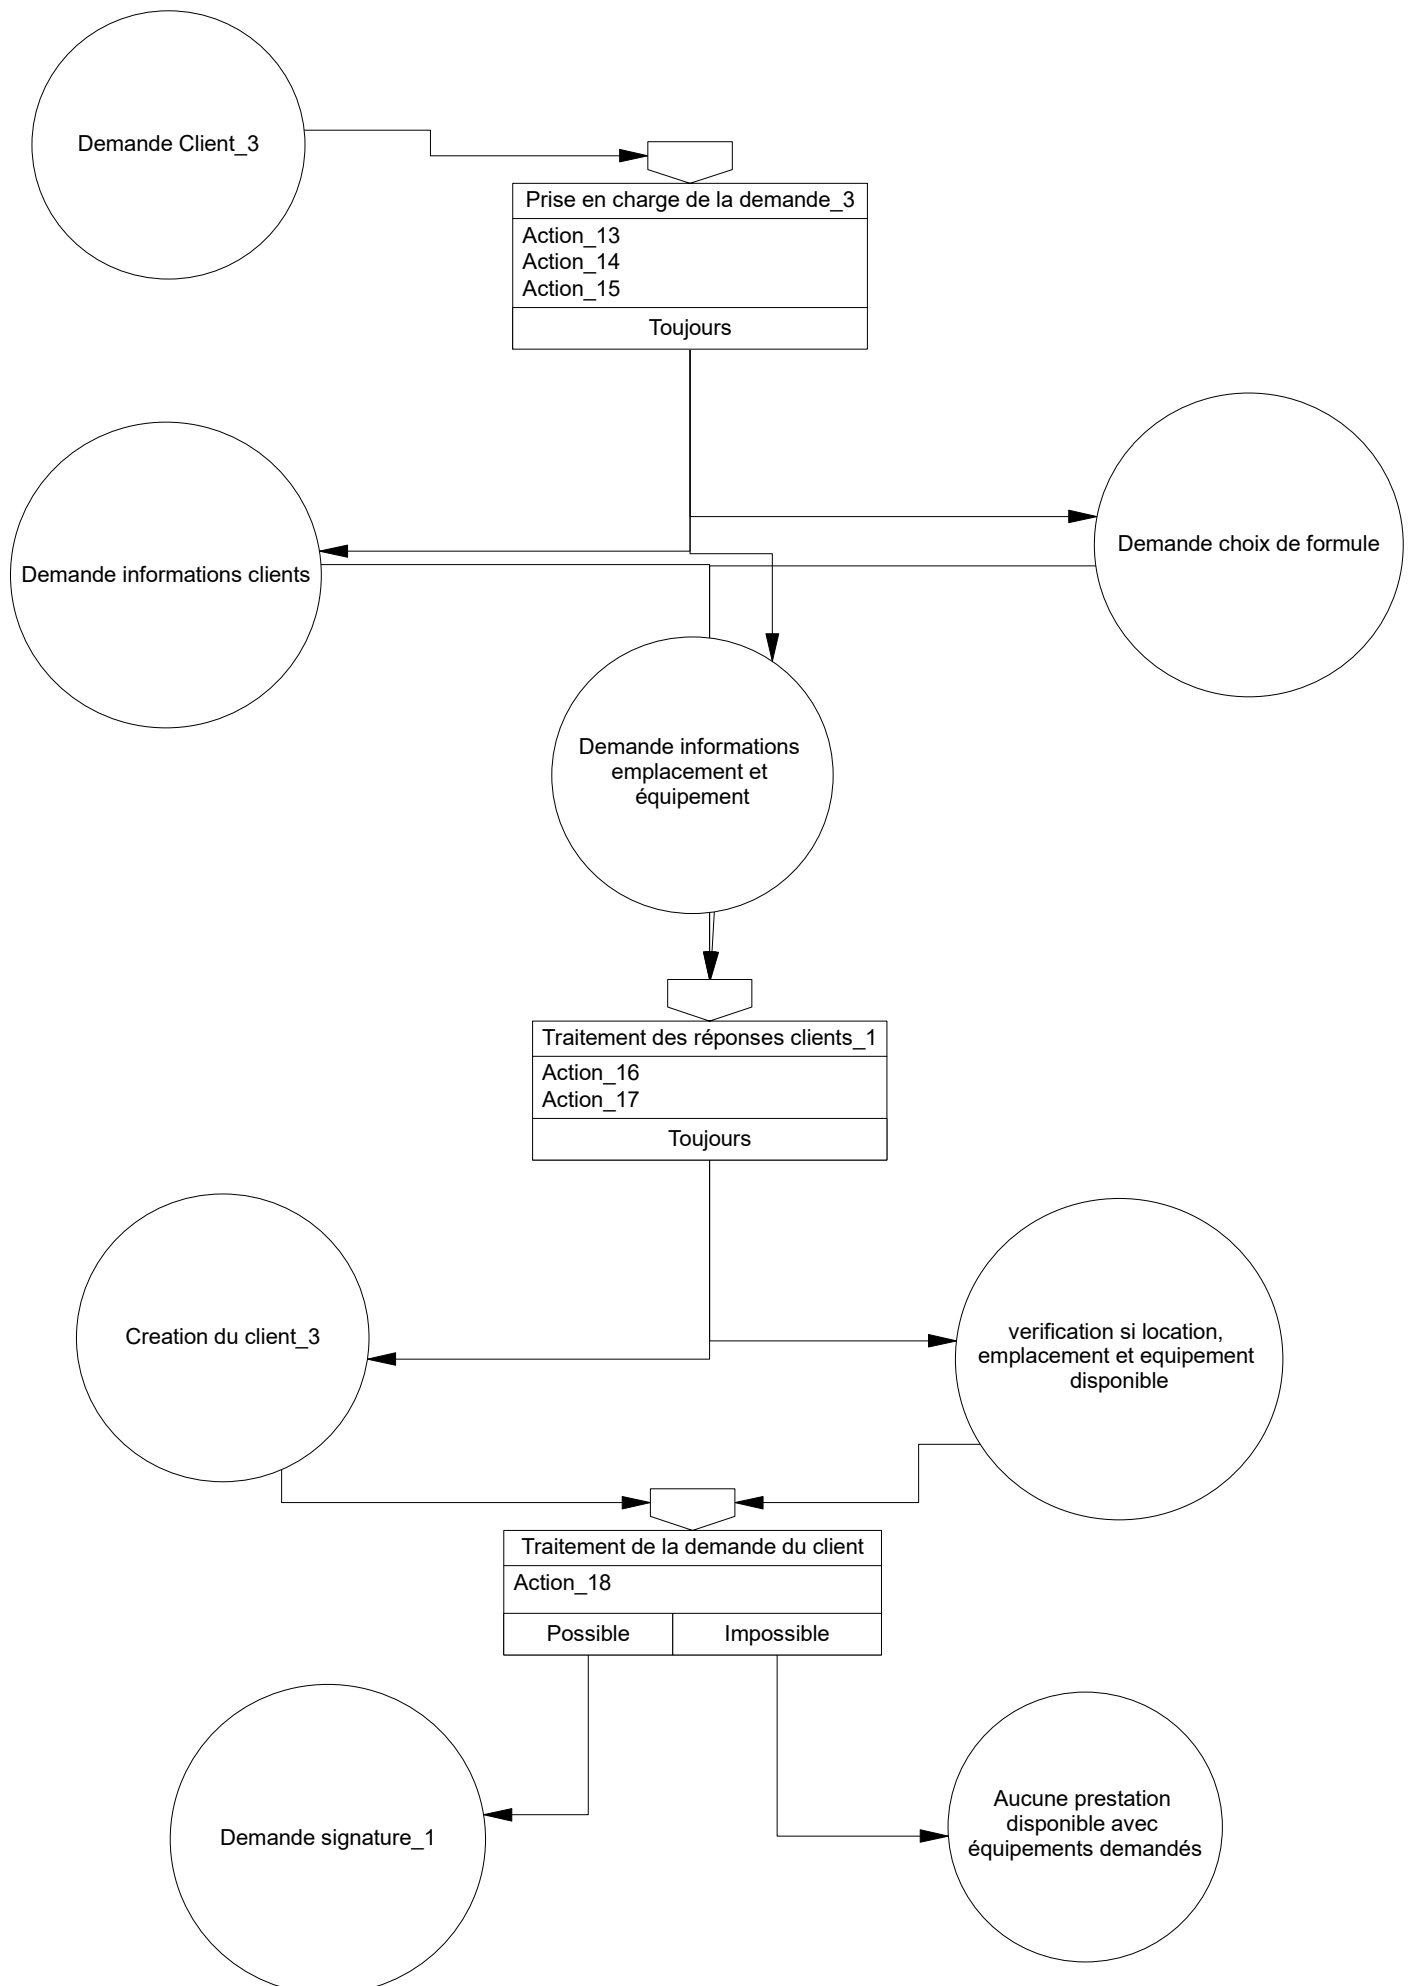 Demande Client_3
Prise en charge de la demande_3
Action_13
Action_14
Action_15
Toujours
Demande choix de formule
Demande informations clients
Demande informations
emplacement et
équipement
Traitement des réponses clients_1
Action_16
Action_17
Toujours
Creation du client_3
verification si location,
emplacement et equipement
disponible
Traitement de la demande du client
Action_18
Possible
Impossible
Demande signature_1
Aucune prestation
disponible avec
équipements demandés